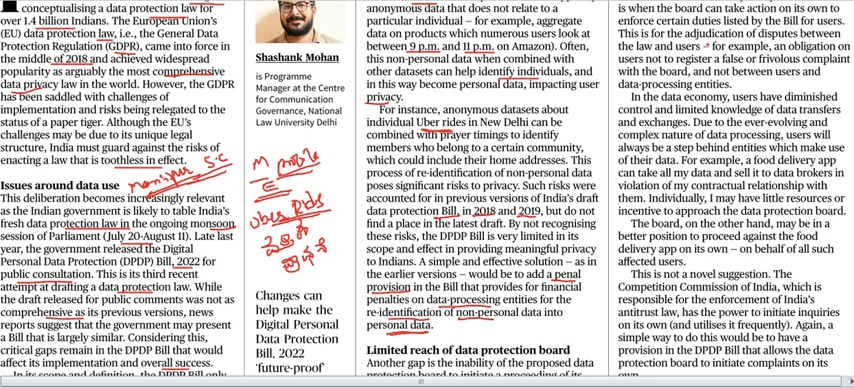 conceptualising a data protection law for
over 1.4 billion Indians. The European Union's
(EU) data protection law, i.e., the General Data
Protection Regulation (GDPR), came into force in
the middle of 2018 and achieved widespread
popularity as arguably the most comprehensive
data privacy law in the world. However, the GDPR
has been saddled with challenges of
implementation and risks being relegated to the
status of a paper tiger. Although the EU's
challenges may be due to its unique legal
structure, India must guard against the risks of
enacting a law that is toothless in effect.
Issues around data use
This deliberation becomes increasingly relevant
as the Indian government is likely to table India's
fresh data protection law in the ongoing monsoon
session of Parliament (July 20-August 11). Late last
year, the government released the Digital
Personal Data Protection (DPDP) Bill, 2022 for
public consultation. This is its third recent
attempt at drafting a data protection law. While
the draft released for public comments was not as
comprehensive as its previous versions, news
reports suggest that the government may present
a Bill that is largely similar. Considering this,
critical gaps remain in the DPDP Bill that would
affect its implementation and overall success.
In its scope and definition, the DPDP Bill only
Shashank Mohan
is Programme
Manager at the Centre
for Communication
Governance, National
Law University Delhi
S.C
M
E
Changes can
help make the
Digital Personal
Data Protection
Bill, 2022
'future-proof'
anonymous data that does not relate to a
particular individual – for example, aggregate
data on products which numerous users look at
between 9 p.m. and 11 p.m. on Amazon). Often,
this non-personal data when combined with
other datasets can help identify individuals, and
in this way become personal data, impacting user
privacy.
For instance, anonymous datasets about
individual Uber rides in New Delhi can be
combined with prayer timings to identify
members who belong to a certain community,
which could include their home addresses. This
process of re-identification of non-personal data
poses significant risks to privacy. Such risks were
accounted for in previous versions of India's draft
data protection Bill, in 2018 and 2019, but do not
find a place in the latest draft. By not recognising
these risks, the DPDP Bill is very limited in its
scope and effect in providing meaningful privacy
to Indians. A simple and effective solution – as in
the earlier versions – would be to add a penal
provision in the Bill that provides for financial
penalties on data-processing entities for the
re-identification of non-personal data into
personal data.
Limited reach of data protection board
Another gap is the inability of the proposed data
protection board to initiate a proceeding of its
is when the board can take action on its own to
enforce certain duties listed by the Bill for users.
This is for the adjudication of disputes between
the law and users – for example, an obligation on
users not to register a false or frivolous complaint
with the board, and not between users and
data-processing entities.
In the data economy, users have diminished
control and limited knowledge of data transfers
and exchanges. Due to the ever-evolving and
complex nature of data processing, users will
always be a step behind entities which make use
of their data. For example, a food delivery app
can take all my data and sell it to data brokers in
violation of my contractual relationship with
them. Individually, I may have little resources or
incentive to approach the data protection board.
The board, on the other hand, may be in a
better position to proceed against the food
delivery app on its own – on behalf of all such
affected users.
This is not a novel suggestion. The
Competition Commission of India, which is
responsible for the enforcement of India's
antitrust law, has the power to initiate inquiries
on its own (and utilises it frequently). Again, a
simple way to do this would be to have a
provision in the DPDP Bill that allows the data
protection board to initiate complaints on its
own.